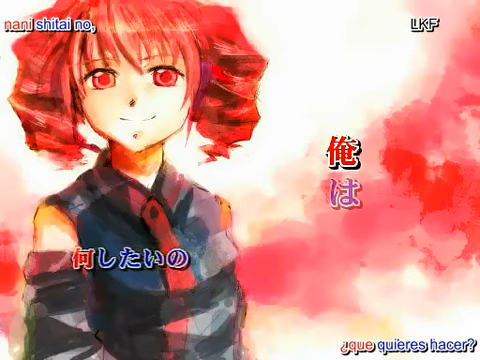 nani shitai no,
LKF
俺
は
何したいの
¿que quieres hacer?